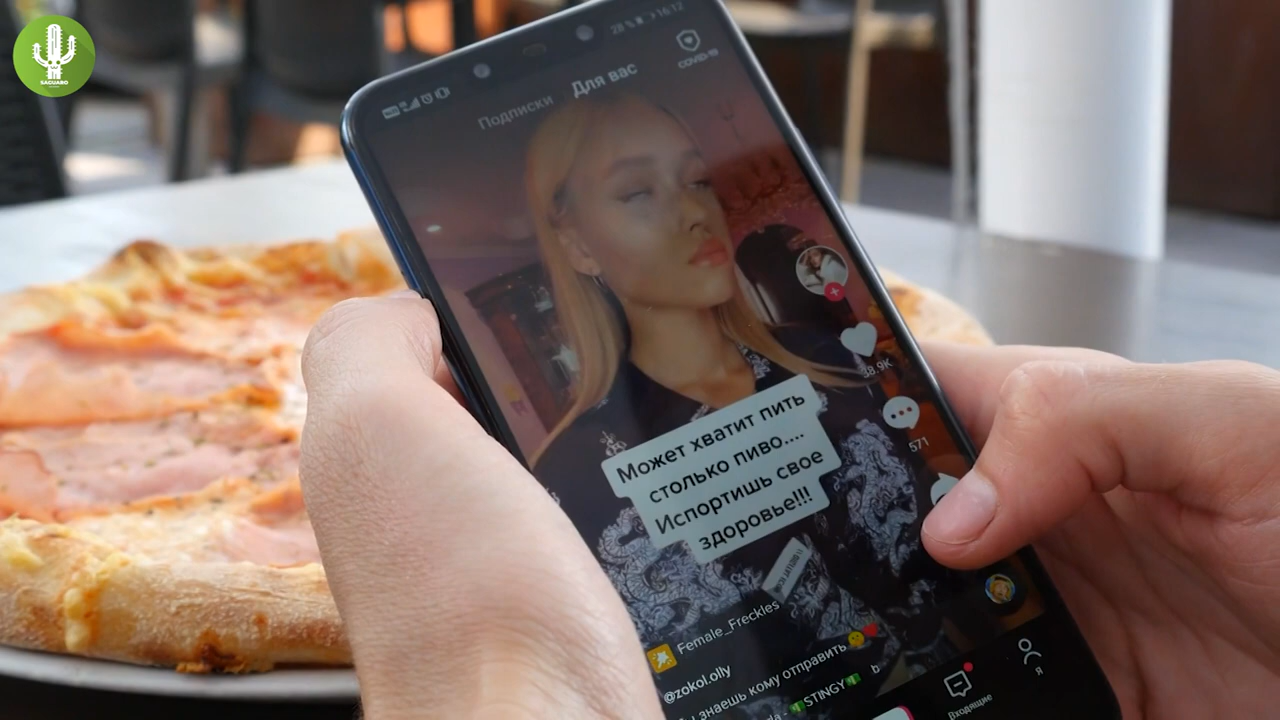 SAGUARO
28 %
16:12
COVID-19
Подписки Для вас
38.9K
571
Может хватит пить
столько пиво....
Испортишь свое
здоровье!!!
Female_Freckles
@zokol.olly
знаешь кому отправить
STINGY
Входящие
Я